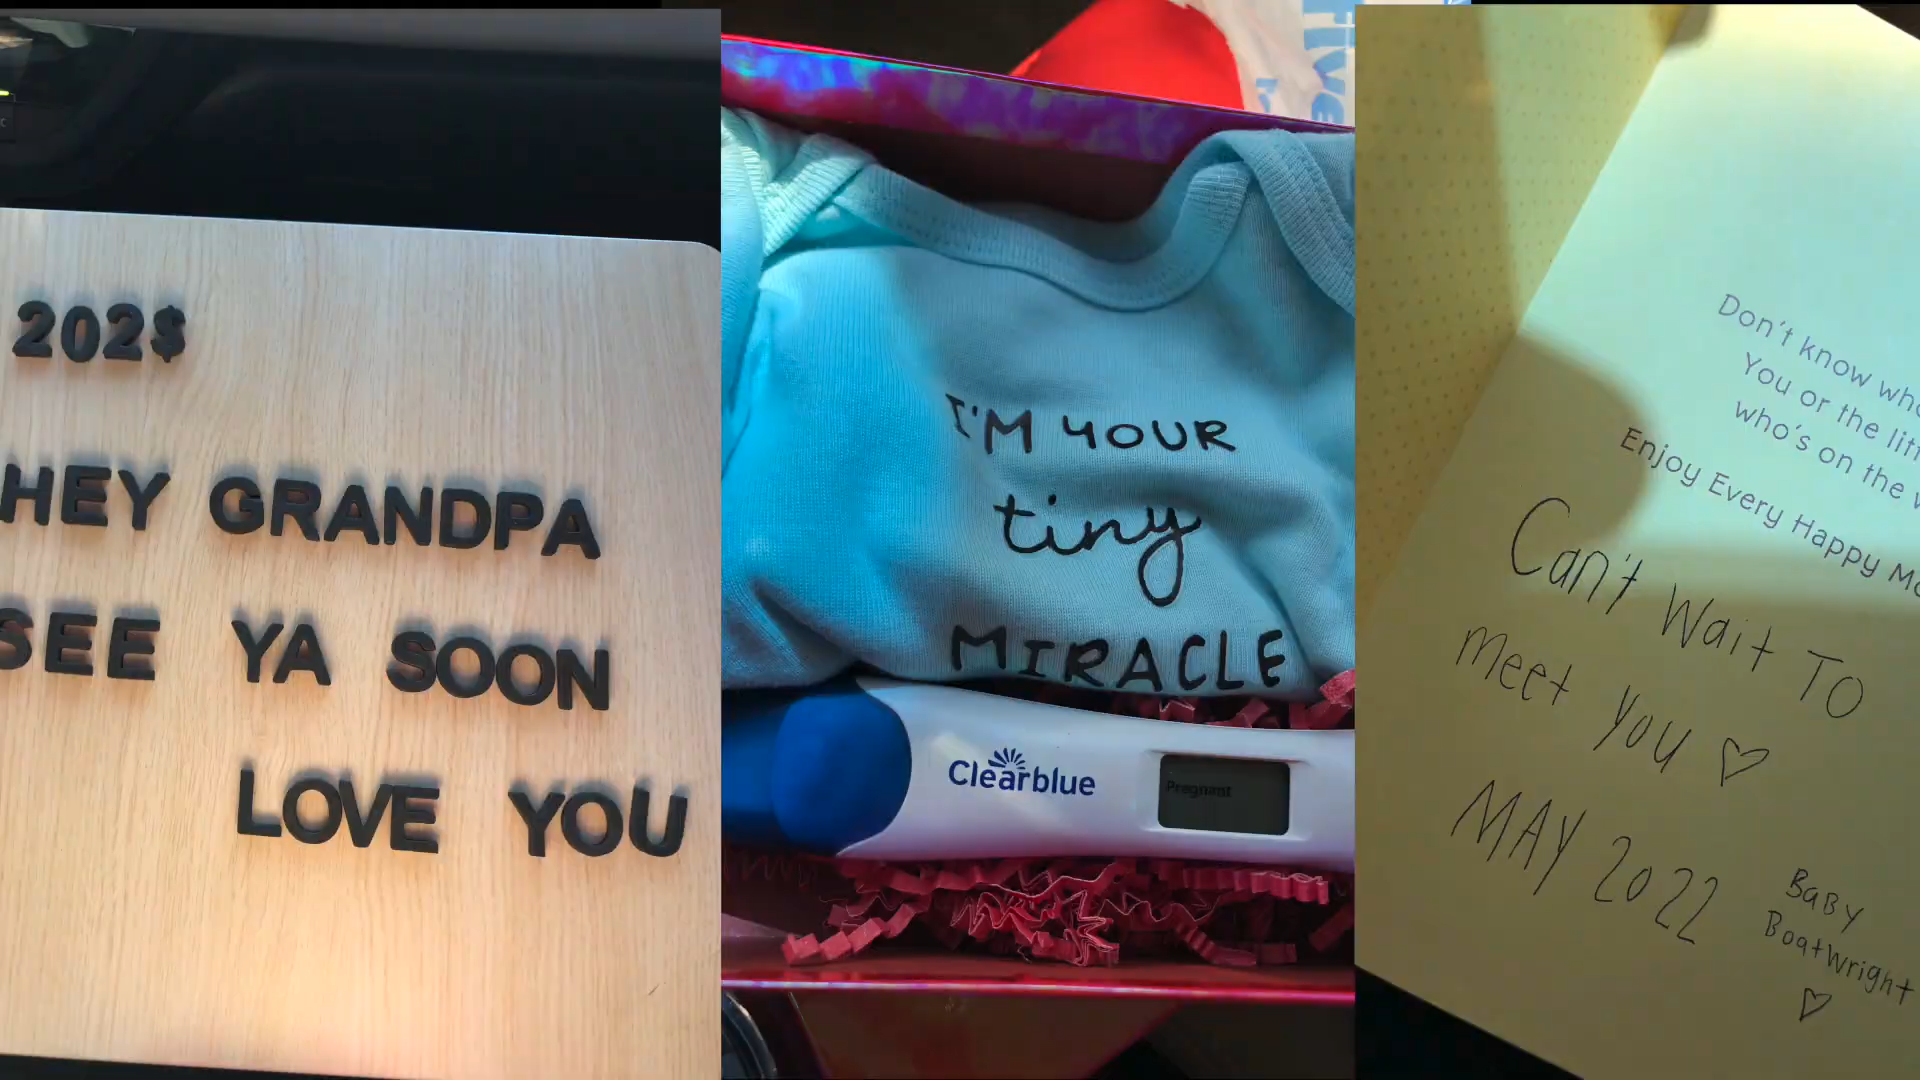 202$
HEY GRANDPA
SEE YA SOON
LOVE YOU
I'M YOUR
tiny
MIRACLE
Clearblue
Pregnant
Don't know
You or the
who's on the
Enjoy Every Happy
Can't Wait To
meet you ♡
MAY 2022
BaBY
Boatwright
♡